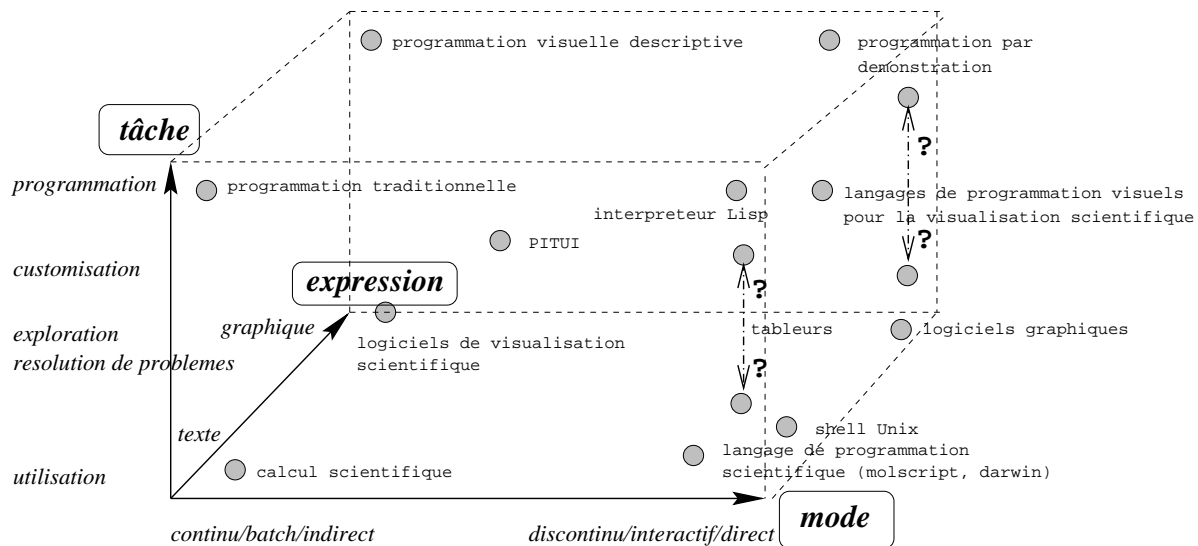 programmation visuelle descriptive
programmation par
demonstration
tâche
?
programmation
programmation traditionnelle
langages de programmation visuels
pour la visualisation scientifique
interpreteur Lisp
?
PITUI
customisation
expression
?
graphique
exploration
tableurs
logiciels graphiques
logiciels de visualisation
scientifique
resolution de problemes
?
texte
shell Unix
langage de programmation
scientifique (molscript, darwin)
utilisation
calcul scientifique
mode
continu/batch/indirect
discontinu/interactif/direct